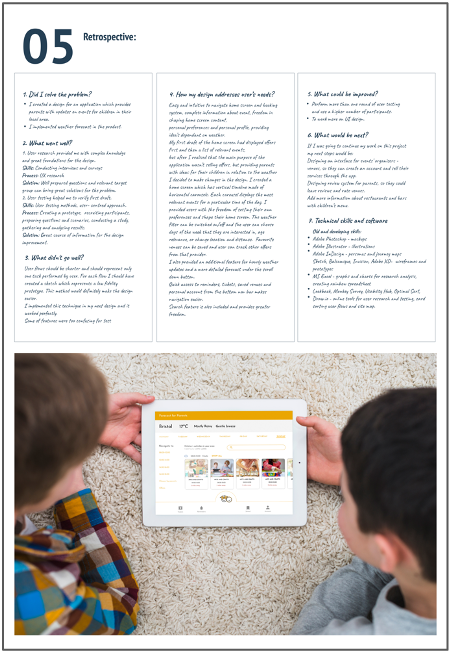 05
Retrospective:
1. Did I solve the problem?
I created a design for an application which provides
parents with updates on events for children in their
local area.
I implemented weather forecast in the product
2. What went well?
1. User research provided me with complex knowledge
and great foundations for the design.
Skills: Conducting interviews and surveys
Process: UX research
Solution: Well prepared questions and relevant target
group can bring great solutions for the problem.
2. User testing helped me to verify first drafts.
Skills: User testing methods, user-centred approach.
Process: Creating a prototype, recruiting participants,
preparing questions and scenarios, conducting a study,
gathering and analysing results.
Solution: Great source of information for the design
improvement.
3. What didn't go well?
User flows should be shorter and should represent only
one task performed by user. For each flow I should have
created a sketch which represents a low fidelity
prototype. This method would definitely make the design
easier.
I implemented this technique in my next design and it
worked perfectly.
Some of features were too confusing for test
4. How my design addresses user's needs?
Easy and intuitive to navigate home screen and booking
system, complete information about event, freedom in
shaping home screen content.
personal preferences and personal profile, providing
idea's dependent on weather.
My first draft of the home screen had displayed effort
first and then a list of relevant events,
but after I realised that the main purpose of the
application wasn't selling effort, but providing parents
with ideas for their children in relation to the weather
I decided to make changes in the design. I created a
home screen which has vertical timeline made of
horizontal carousels. Each carousel displays the most
relevant events for a particular time of the day. I
provided users with the freedom of setting their own
preferences and shape their home screen. The weather
filter can be switched on/off and the user can choose
days of the week that they are interested in, age
relevance, or change location and distance. Favourite
venues can be saved and user can track other offers
from that provider.
I also provided an additional feature for hourly weather
updates and a more detailed forecast under the scroll
down button.
Quick access to reminders, tickets, saved venues and
personal account from the bottom nav bar makes
navigation easier.
Search feature is also included and provides greater
freedom.
5. What could be improved?
Perform more than one round of user testing
and use a higher number of participants.
To work more on UI design.
6. What would be next?
If I was going to continue my work on this project
my next steps would be:
Designing an interface for events' organizers -
venues, so they can create an account and sell their
services through the app.
Designing review system for parents, so they could
leave reviews and rate venues.
Add more information about restaurants and bars
with children's menu.
7. Technical skills and software
Old and developing skills:
Adobe Photoshop - mockups
Adobe Illustrator - illustrations
Adobe InDesign - personas and journey maps
Sketch, Balsamiq, Invision, Adobe XD - wireframes and
prototypes
MS Excel - graphs and charts for research analysis,
creating rainbow spreadsheet
Lookback, Monkey Survey, Usability Hub, Optimal Sort,
Draw.io - online tools for user research and testing, card
sorting user flows and site map.
Bristol 17°C Mostly Rainy